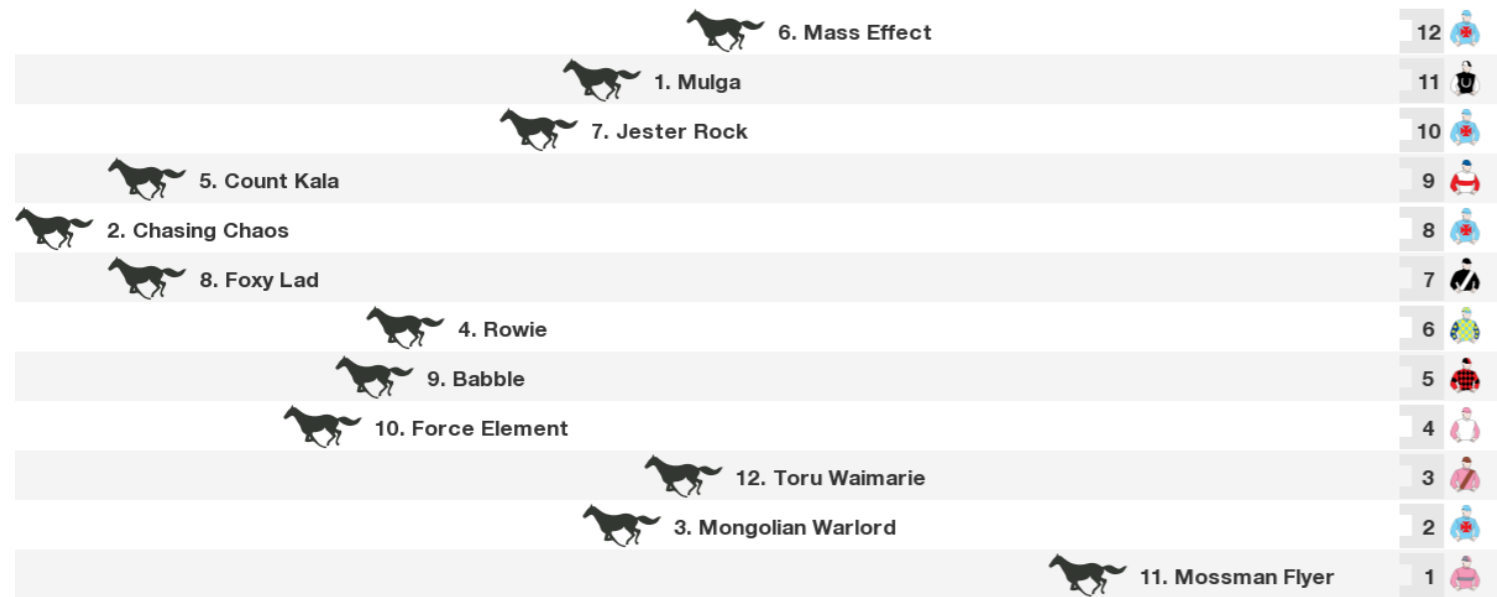 6. Mass Effect 12
1. Mulga 11
7. Jester Rock 10
5. Count Kala 9
2. Chasing Chaos 8
8. Foxy Lad 7
4. Rowie 6
9. Babble 5
10. Force Element 4
12. Toru Waimarie 3
3. Mongolian Warlord 2
11. Mossman Flyer 1